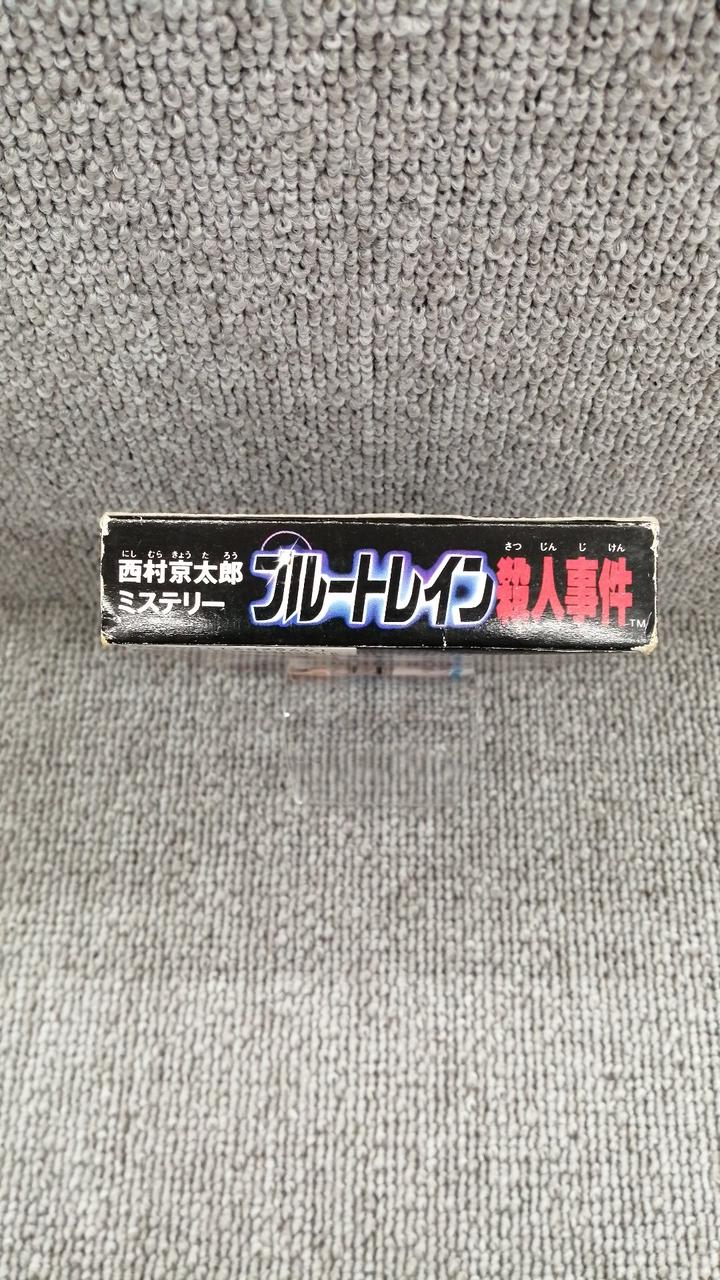 にしむらきょうたろう
西村京太郎
ミステリー
ブルートレイン
さつじんじけん
殺人事件
TM